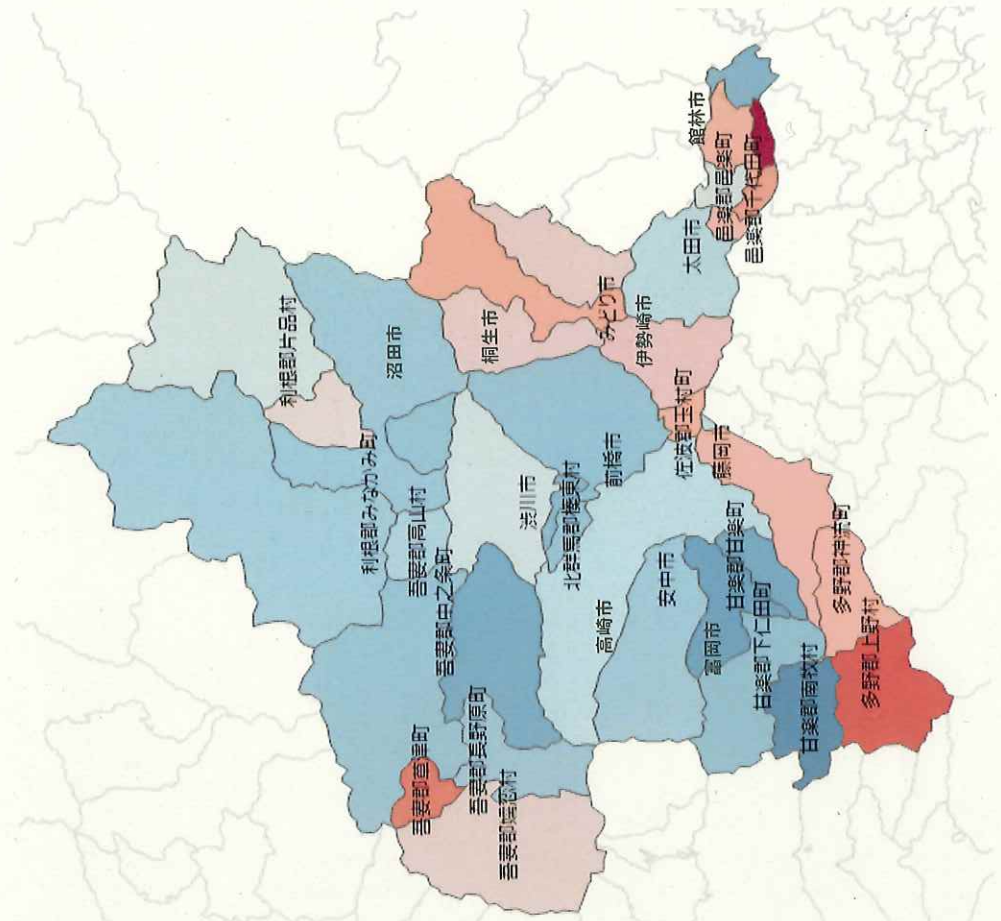 利根郡片品村
沼田市
桐生市
みどり市
伊勢崎市
太田市
館林市
邑楽郡邑楽町
邑楽郡千代田町
利根郡みなかみ町
吾妻郡高山村
吾妻郡中之条町
渋川市
北群馬郡榛東村
前橋市
佐波郡玉村町
藤岡市
吾妻郡草津町
吾妻郡長野原町
吾妻郡嬬恋村
高崎市
安中市
富岡市
甘楽郡甘楽町
甘楽郡下仁田町
甘楽郡南牧村
多野郡神流町
多野郡上野村